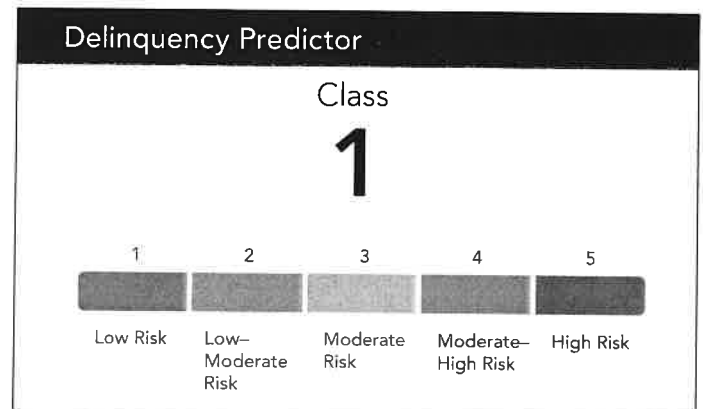 Delinquency Predictor
Class
1
1 2 3 4 5
Low Risk Low– Moderate Moderate– High Risk
Moderate Risk High Risk
Risk